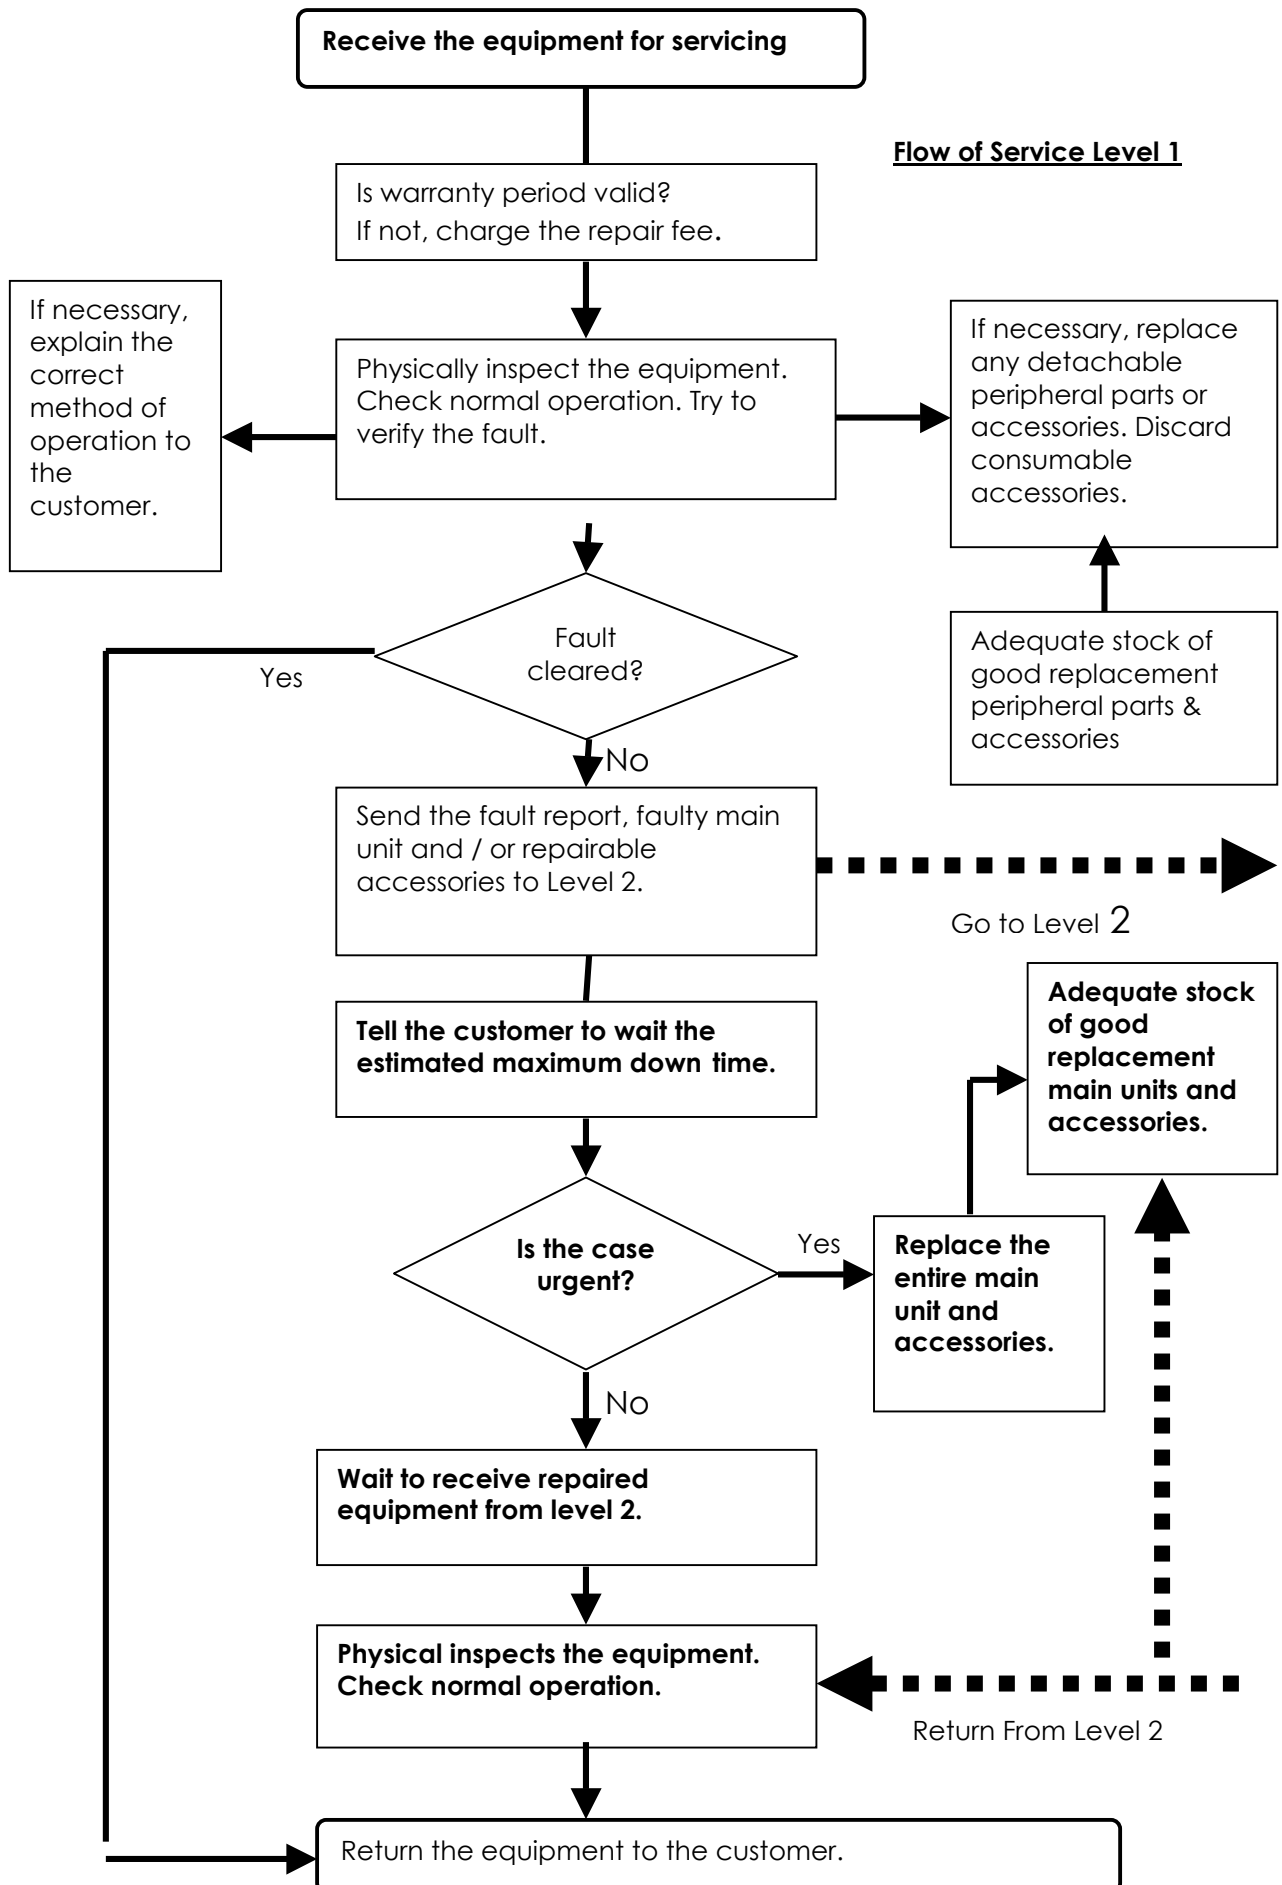 Receive the equipment for servicing
Flow of Service Level 1
Is warranty period valid?
If not, charge the repair fee.
If necessary,
explain the
correct
method of
operation to
the
customer.
Physically inspect the equipment.
Check normal operation. Try to
verify the fault.
If necessary, replace
any detachable
peripheral parts or
accessories. Discard
consumable
accessories.
Fault
cleared?
Yes
Adequate stock of
good replacement
peripheral parts &
accessories
No
Send the fault report, faulty main
unit and / or repairable
accessories to Level 2.
Go to Level 2
Tell the customer to wait the
estimated maximum down time.
Adequate stock
of good
replacement
main units and
accessories.
Is the case
urgent?
Yes
Replace the
entire main
unit and
accessories.
No
Wait to receive repaired
equipment from level 2.
Physical inspects the equipment.
Check normal operation.
Return From Level 2
Return the equipment to the customer.